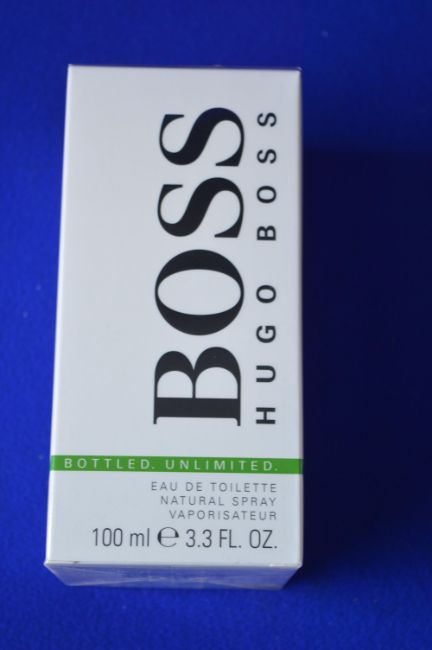 BOSS
HUGO BOSS
BOTTLED. UNLIMITED.
EAU DE TOILETTE
NATURAL SPRAY
VAPORISATEUR
100 ml ℮ 3.3 FL. OZ.